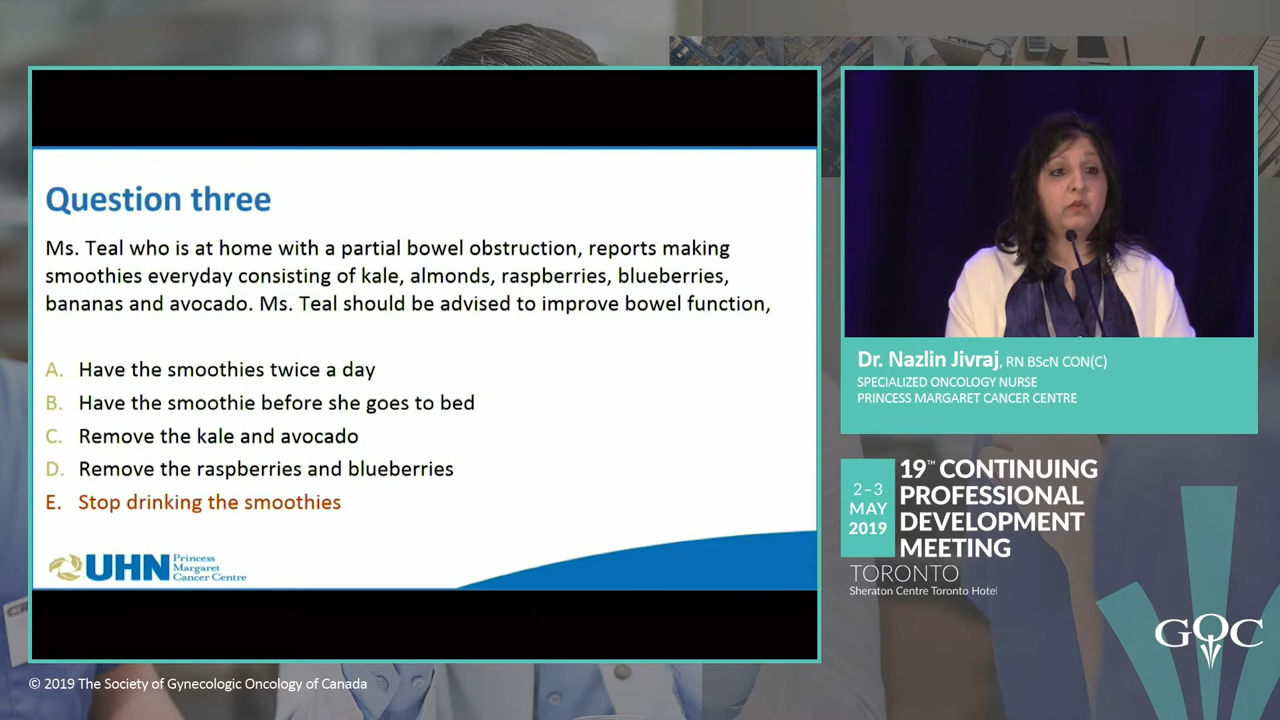 Question three
Ms. Teal who is at home with a partial bowel obstruction, reports making
smoothies everyday consisting of kale, almonds, raspberries, blueberries,
bananas and avocado. Ms. Teal should be advised to improve bowel function,
A. Have the smoothies twice a day
B. Have the smoothie before she goes to bed
C. Remove the kale and avocado
D. Remove the raspberries and blueberries
E. Stop drinking the smoothies
UHN
Princess
Margaret
Cancer Centre
Dr. Nazlin Jivraj, RN BScN CON(C)
SPECIALIZED ONCOLOGY NURSE
PRINCESS MARGARET CANCER CENTRE
2–3
MAY
2019
19TH CONTINUING
PROFESSIONAL
DEVELOPMENT
MEETING
TORONTO
Sheraton Centre Toronto Hotel
GOC
© 2019 The Society of Gynecologic Oncology of Canada